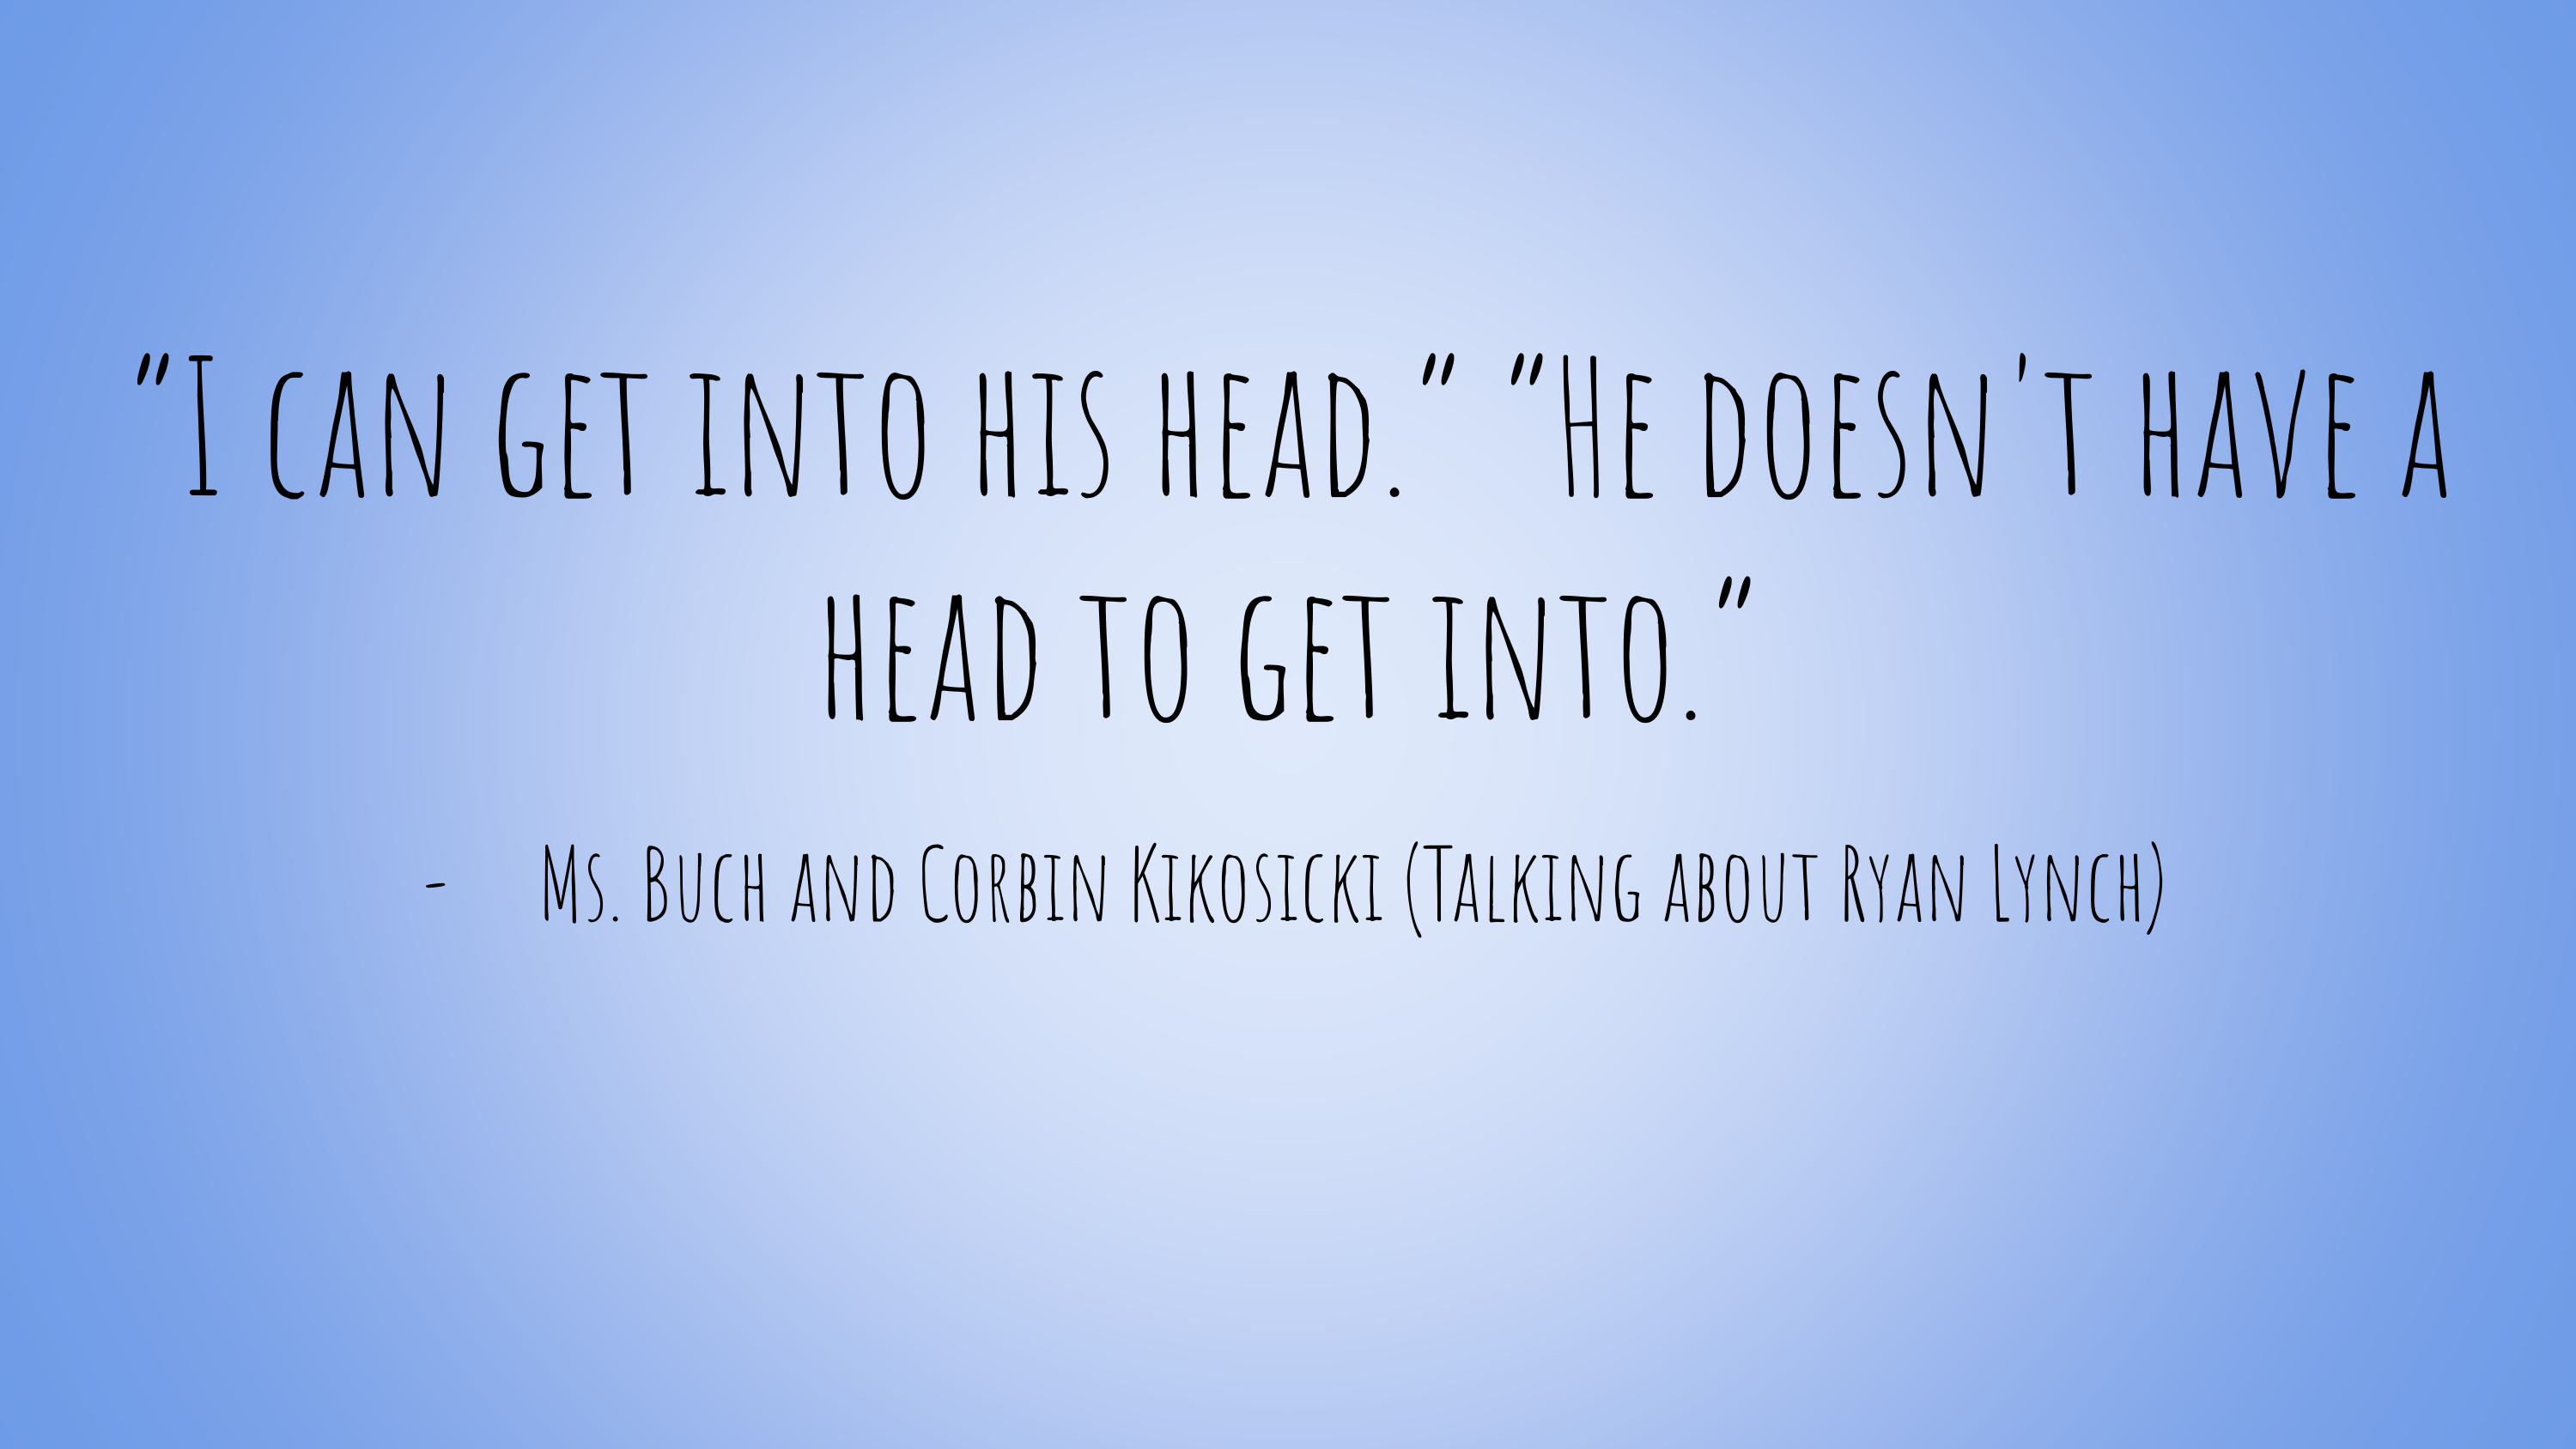 "I can get into his head." "He doesn't have a
head to get into."
- Ms. Buch and Corbin Kikosicki (Talking about Ryan Lynch)